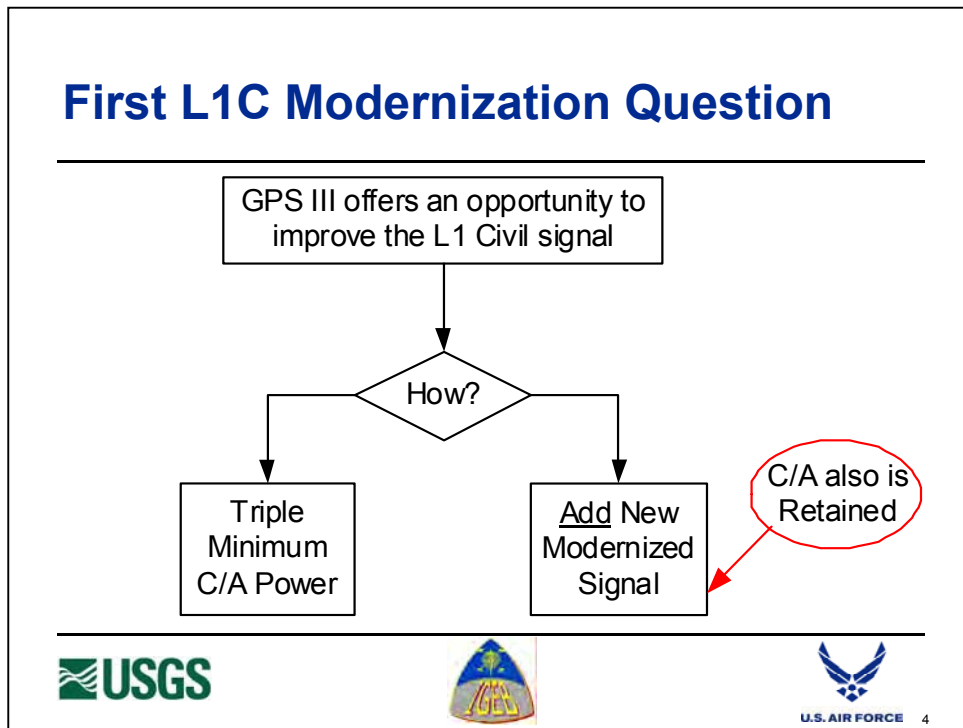 First L1C Modernization Question
GPS III offers an opportunity to
improve the L1 Civil signal
How?
Triple
Minimum
C/A Power
Add New
Modernized
Signal
C/A also is
Retained
USGS
IGEB
U.S. AIR FORCE
4